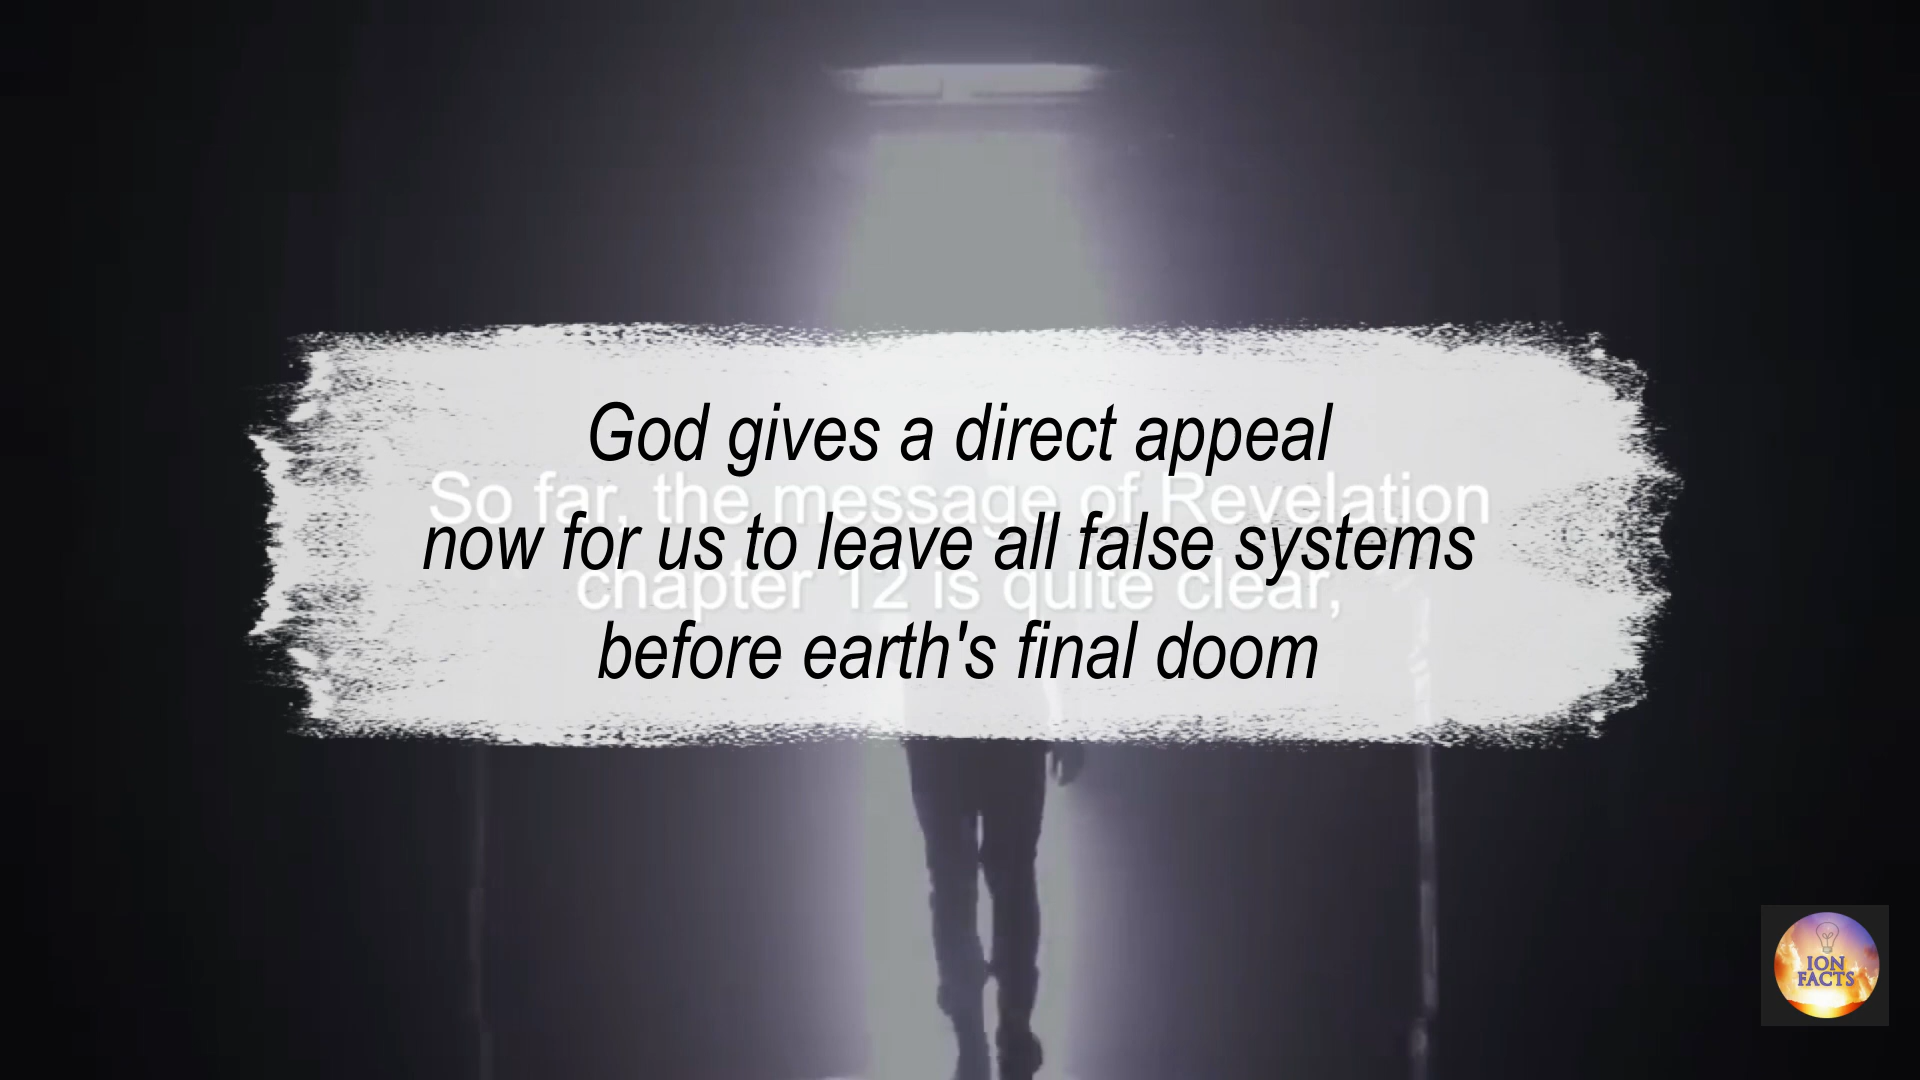 God gives a direct appeal
So far, the message of Revelation
now for us to leave all false systems
chapter 12 is quite clear,
before earth's final doom
ION
FACTS